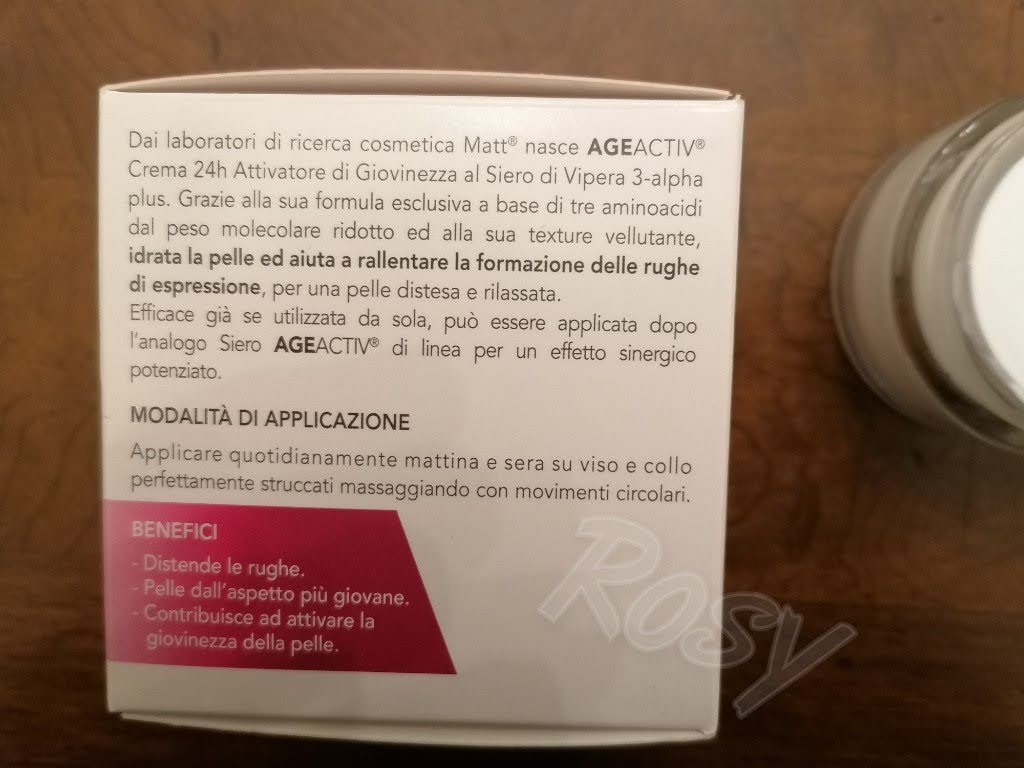 Dai laboratori di ricerca cosmetica Matt® nasce AGEACTIV®
Crema 24h Attivatore di Giovinezza al Siero di Vipera 3-alpha
plus. Grazie alla sua formula esclusiva a base di tre aminoacidi
dal peso molecolare ridotto ed alla sua texture vellutante,
idrata la pelle ed aiuta a rallentare la formazione delle rughe
di espressione, per una pelle distesa e rilassata.
Efficace già se utilizzata da sola, può essere applicata dopo
l'analogo Siero AGEACTIV® di linea per un effetto sinergico
potenziato.
MODALITÀ DI APPLICAZIONE
Applicare quotidianamente mattina e sera su viso e collo
perfettamente struccati massaggiando con movimenti circolari.
BENEFICI
- Distende le rughe.
- Pelle dall'aspetto più giovane.
- Contribuisce ad attivare la
giovinezza della pelle.
Rosy